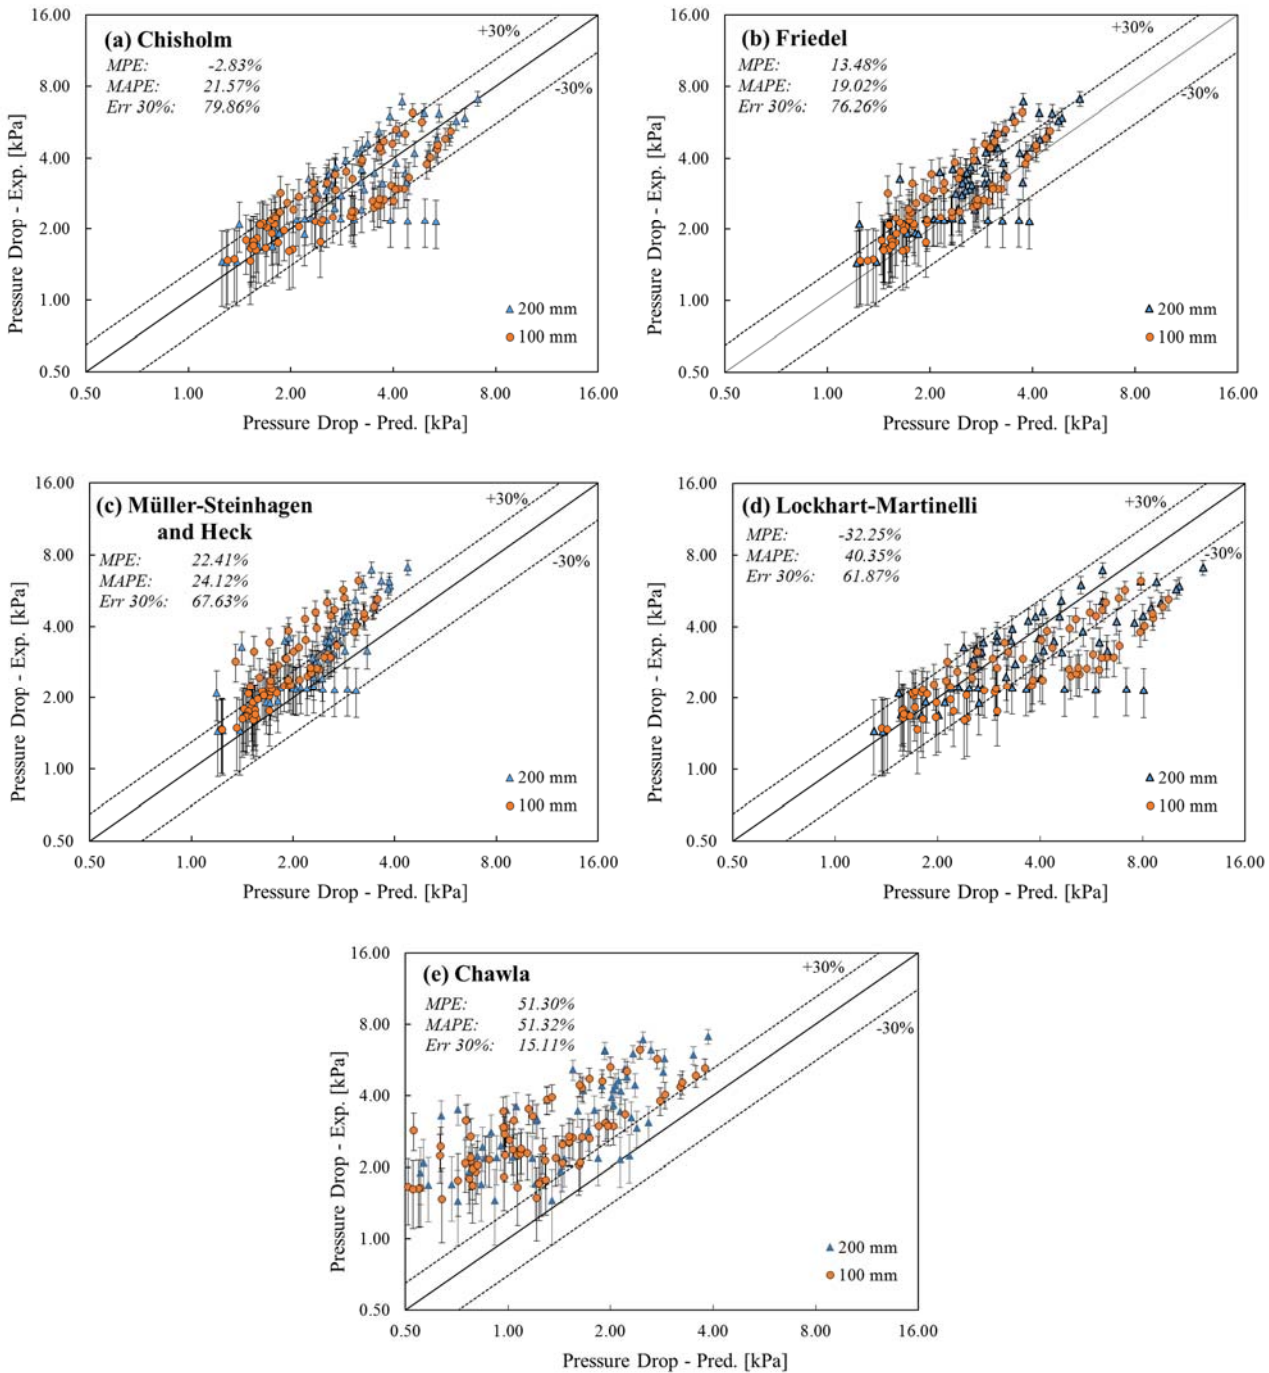 (a) Chisholm
MPE: -2.83%
MAPE: 21.57%
Err 30%: 79.86%
+30%
-30%
16.00
8.00
4.00
2.00
1.00
0.50
Pressure Drop - Exp. [kPa]
200 mm
100 mm
0.50 1.00 2.00 4.00 8.00 16.00
Pressure Drop - Pred. [kPa]
(b) Friedel
MPE: 13.48%
MAPE: 19.02%
Err 30%: 76.26%
+30%
-30%
16.00
8.00
4.00
2.00
1.00
0.50
Pressure Drop - Exp. [kPa]
200 mm
100 mm
0.50 1.00 2.00 4.00 8.00 16.00
Pressure Drop - Pred. [kPa]
(c) Müller-Steinhagen
and Heck
MPE: 22.41%
MAPE: 24.12%
Err 30%: 67.63%
+30%
-30%
16.00
8.00
4.00
2.00
1.00
0.50
Pressure Drop - Exp. [kPa]
200 mm
100 mm
0.50 1.00 2.00 4.00 8.00 16.00
Pressure Drop - Pred. [kPa]
(d) Lockhart-Martinelli
MPE: -32.25%
MAPE: 40.35%
Err 30%: 61.87%
+30%
-30%
16.00
8.00
4.00
2.00
1.00
0.50
Pressure Drop - Exp. [kPa]
200 mm
100 mm
0.50 1.00 2.00 4.00 8.00 16.00
Pressure Drop - Pred. [kPa]
(e) Chawla
MPE: 51.30%
MAPE: 51.32%
Err 30%: 15.11%
+30%
-30%
16.00
8.00
4.00
2.00
1.00
0.50
Pressure Drop - Exp. [kPa]
200 mm
100 mm
0.50 1.00 2.00 4.00 16.00
Pressure Drop - Pred. [kPa]